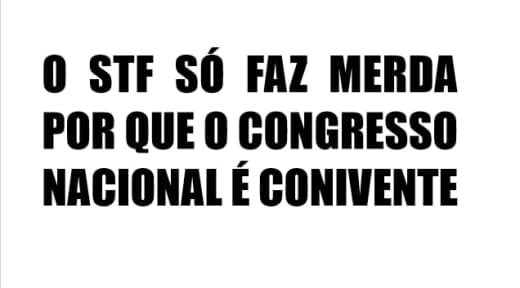 O STF SÓ FAZ MERDA
POR QUE O CONGRESSO
NACIONAL É CONIVENTE